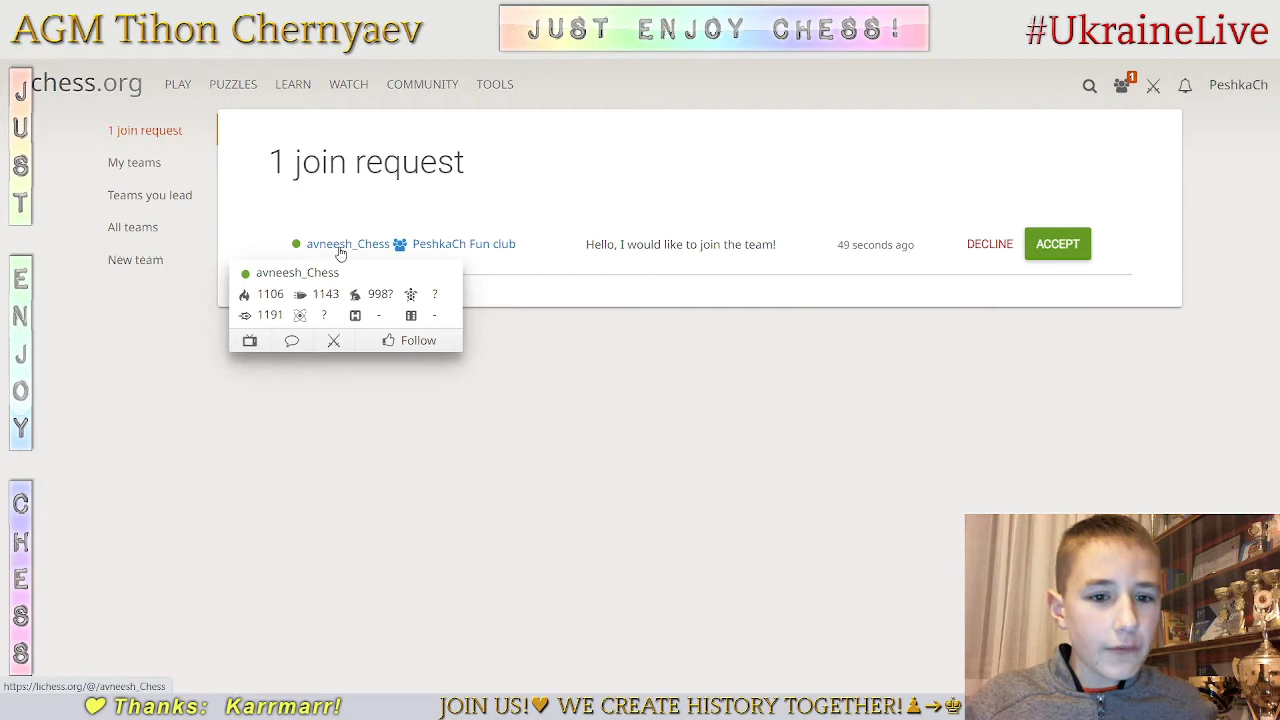 AGM Tihon Chernyaev
JUST ENJOY CHESS!
#UkraineLive
JUST
ENJOY
CHESS
chess.org
PLAY PUZZLES LEARN WATCH COMMUNITY TOOLS
1
PeshkaCh
1 join request
My teams
Teams you lead
All teams
New team
1 join request
avneesh_Chess PeshkaCh Fun club Hello, I would like to join the team! 49 seconds ago DECLINE ACCEPT
avneesh_Chess
1106 1143 998? ?
1191 ? - -
Follow
https://lichess.org/@/avneesh_Chess
Thanks: Karrmarr!
JOIN US! WE CREATE HISTORY TOGETHER!